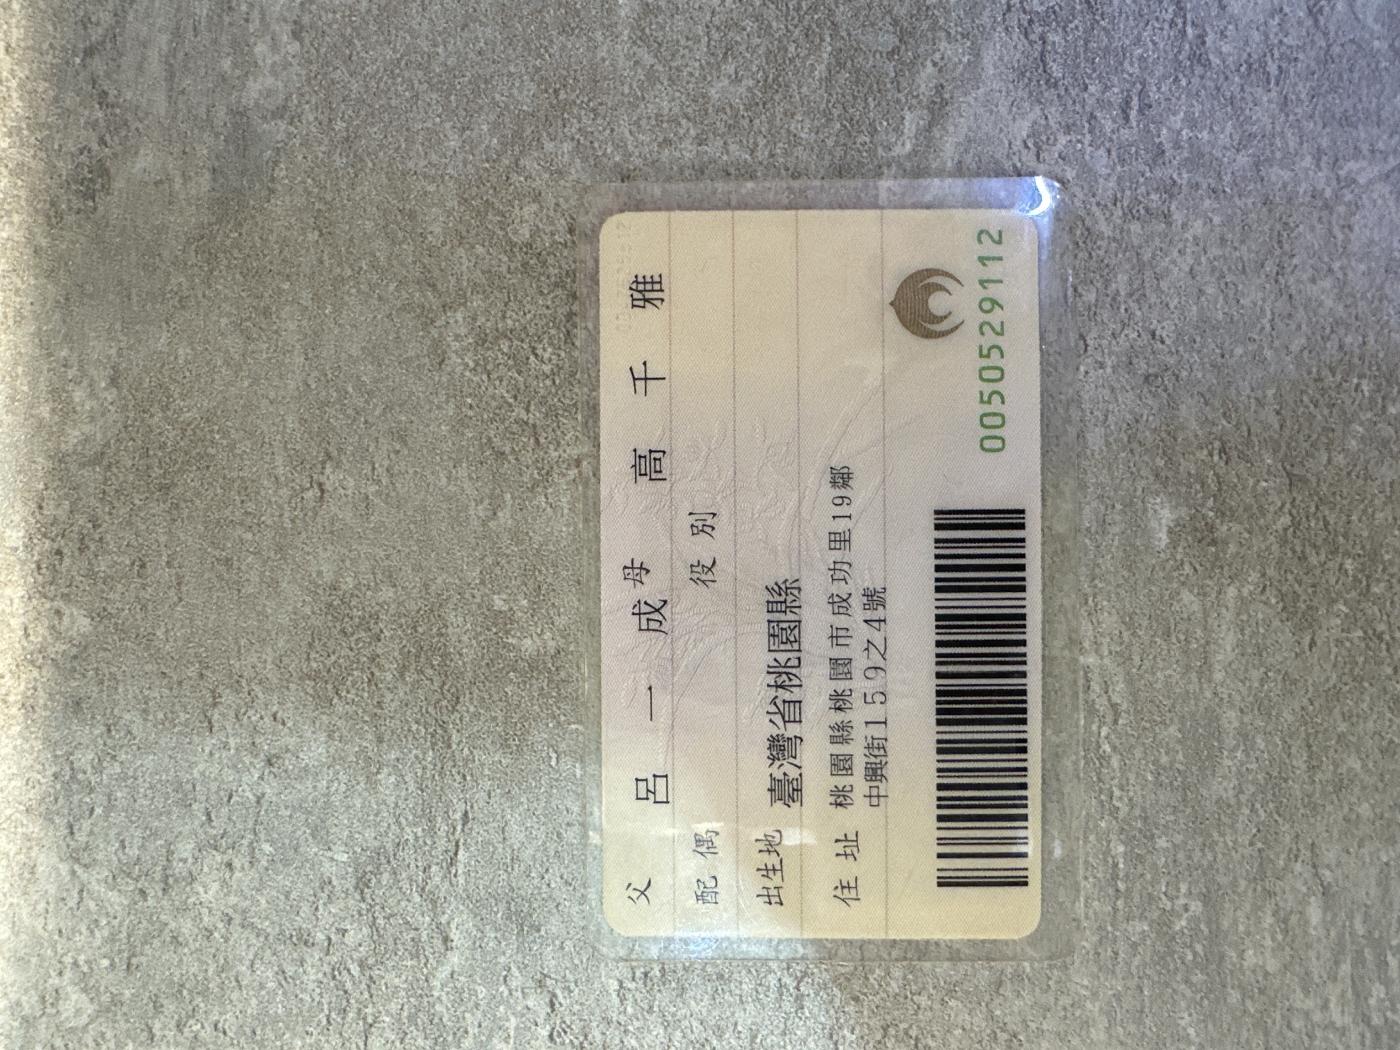 父 呂一成 母 高千雅
配偶 役別
出生地 臺灣省桃園縣
住址 桃園縣桃園市成功里19鄰
中興街159之4號
0050529112